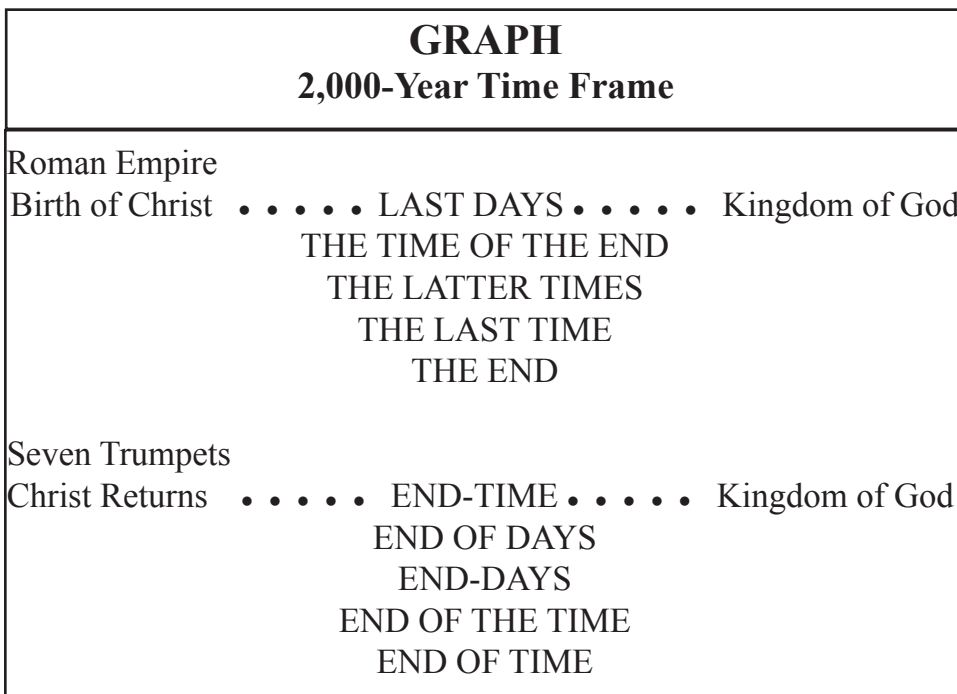 GRAPH
2,000-Year Time Frame
Roman Empire
Birth of Christ • • • • • LAST DAYS • • • • • Kingdom of God
THE TIME OF THE END
THE LATTER TIMES
THE LAST TIME
THE END
Seven Trumpets
Christ Returns • • • • • END-TIME • • • • • Kingdom of God
END OF DAYS
END-DAYS
END OF THE TIME
END OF TIME